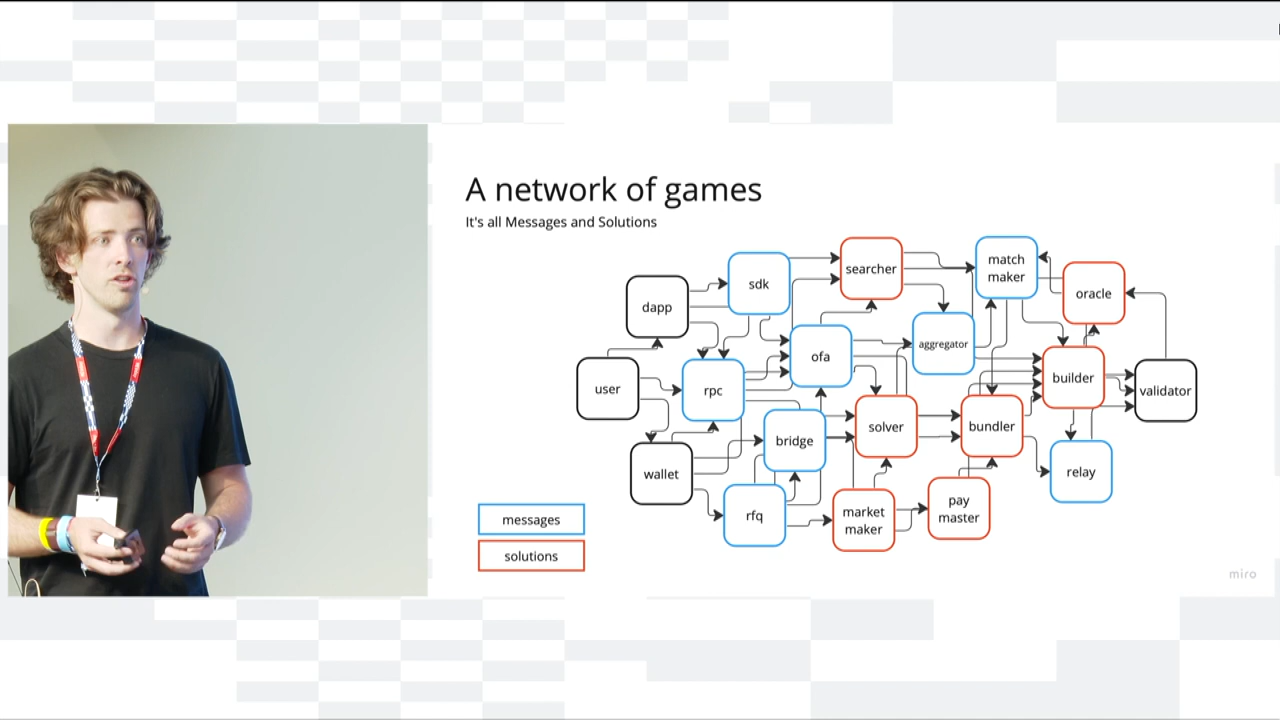 A network of games
It's all Messages and Solutions
sdk
searcher
match
maker
dapp
oracle
ofa
aggregator
user
rpc
builder
validator
bridge
solver
bundler
wallet
relay
rfq
market
maker
pay
master
messages
solutions
miro